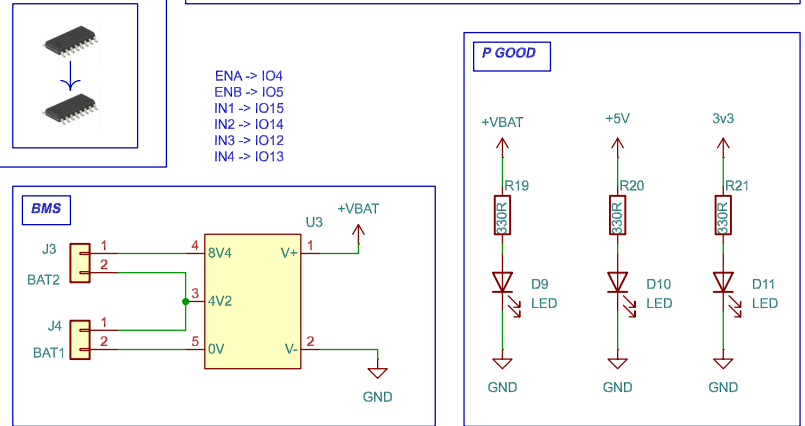 ENA -> IO4
ENB -> IO5
IN1 -> IO15
IN2 -> IO14
IN3 -> IO12
IN4 -> IO13
BMS
J3
1
2
BAT2
J4
1
2
BAT1
U3
4
8V4
3
4V2
5
0V
V+
1
V-
2
+VBAT
GND
P GOOD
+VBAT
+5V
3v3
R19
R20
R21
330R
330R
330R
D9
LED
D10
LED
D11
LED
GND
GND
GND